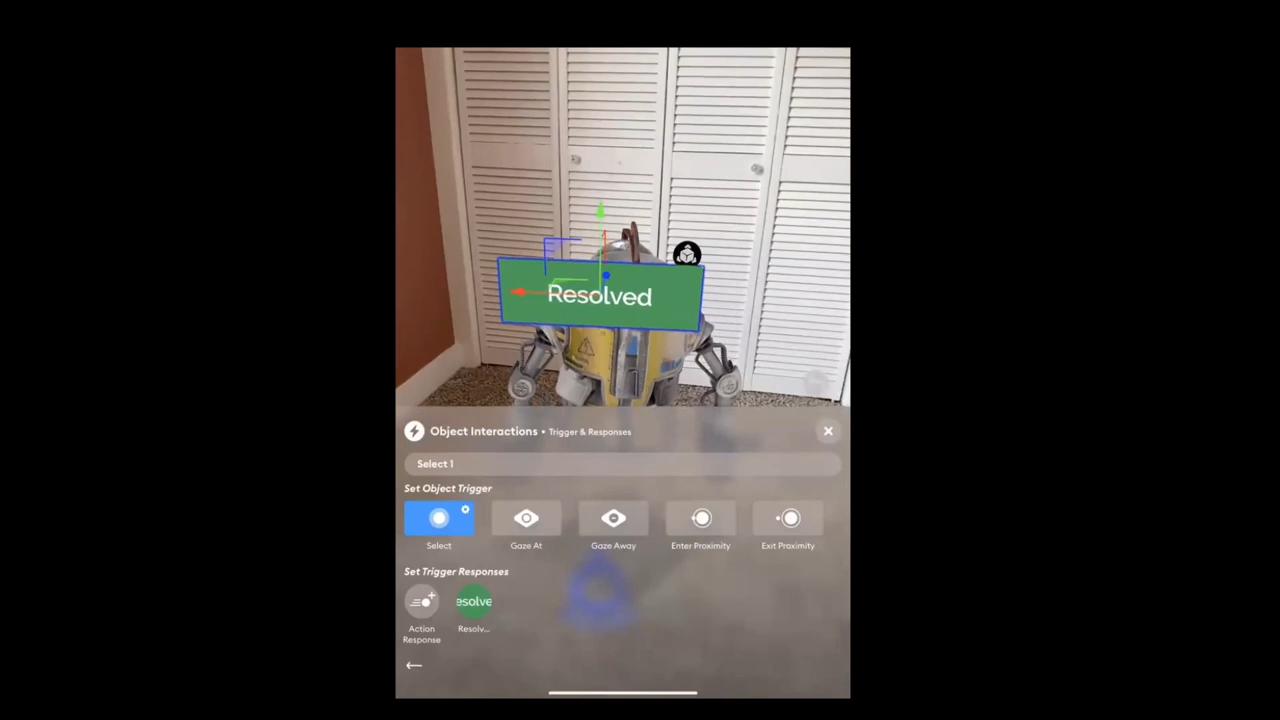 Resolved
Object Interactions • Trigger & Responses
Select 1
Set Object Trigger
Select
Gaze At
Gaze Away
Enter Proximity
Exit Proximity
Set Trigger Responses
esolve
Action
Response
Resolv...